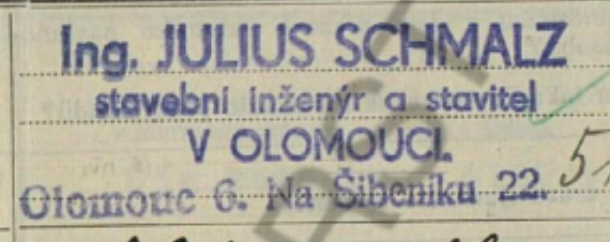 Ing. JULIUS SCHMALZ
stavební inženýr a stavitel
V OLOMOUCI.
Olomouc 6. Na Šibeníku 22.